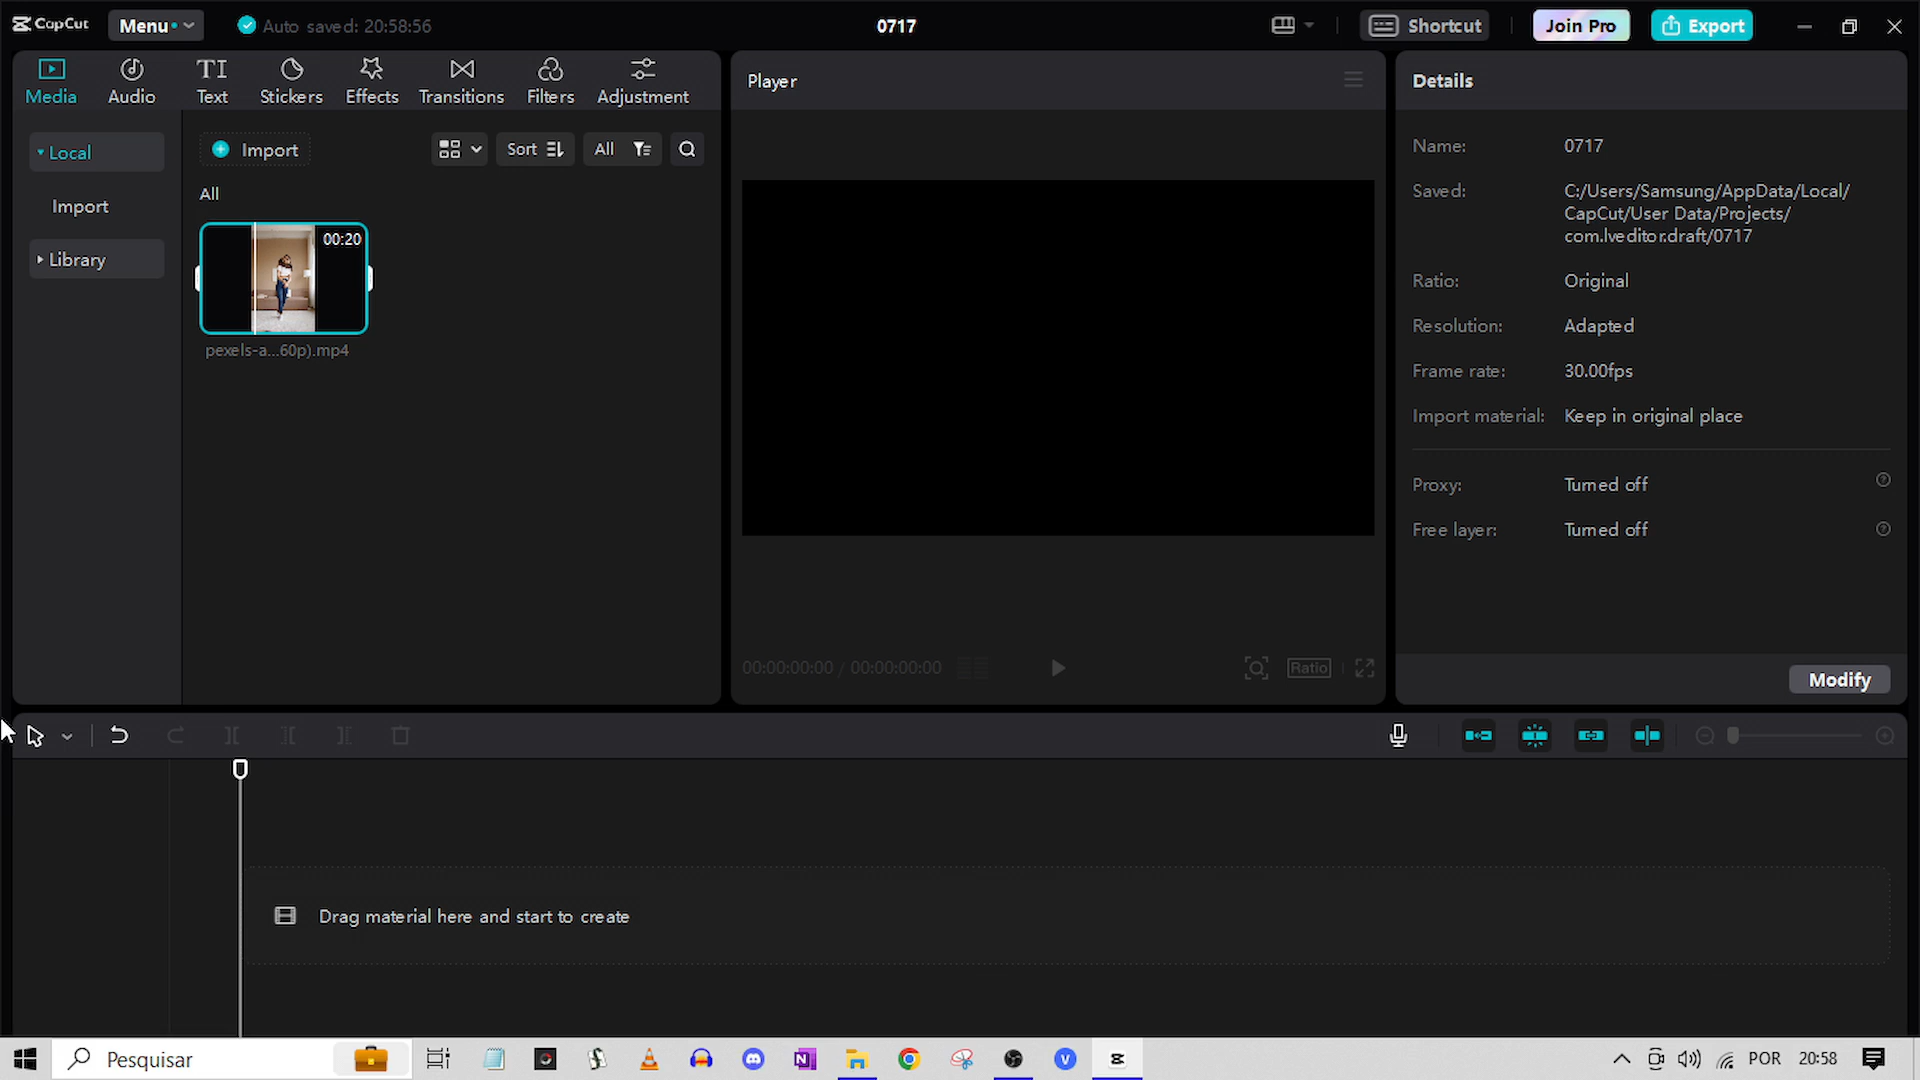 CapCut
Menu
Auto saved: 20:58:56
0717
Shortcut
Join Pro
Export
Media
Audio
TI
Text
Stickers
Effects
Transitions
Filters
Adjustment
Local
Import
Library
Import
Sort
All
All
00:20
pexels-a...60p).mp4
Player
00:00:00:00 / 00:00:00:00
Ratio
Details
Name: 0717
Saved: C:/Users/Samsung/AppData/Local/
CapCut/User Data/Projects/
com.lveditor.draft/0717
Ratio: Original
Resolution: Adapted
Frame rate: 30.00fps
Import material: Keep in original place
Proxy: Turned off
Free layer: Turned off
Modify
Drag material here and start to create
Pesquisar
POR
20:58